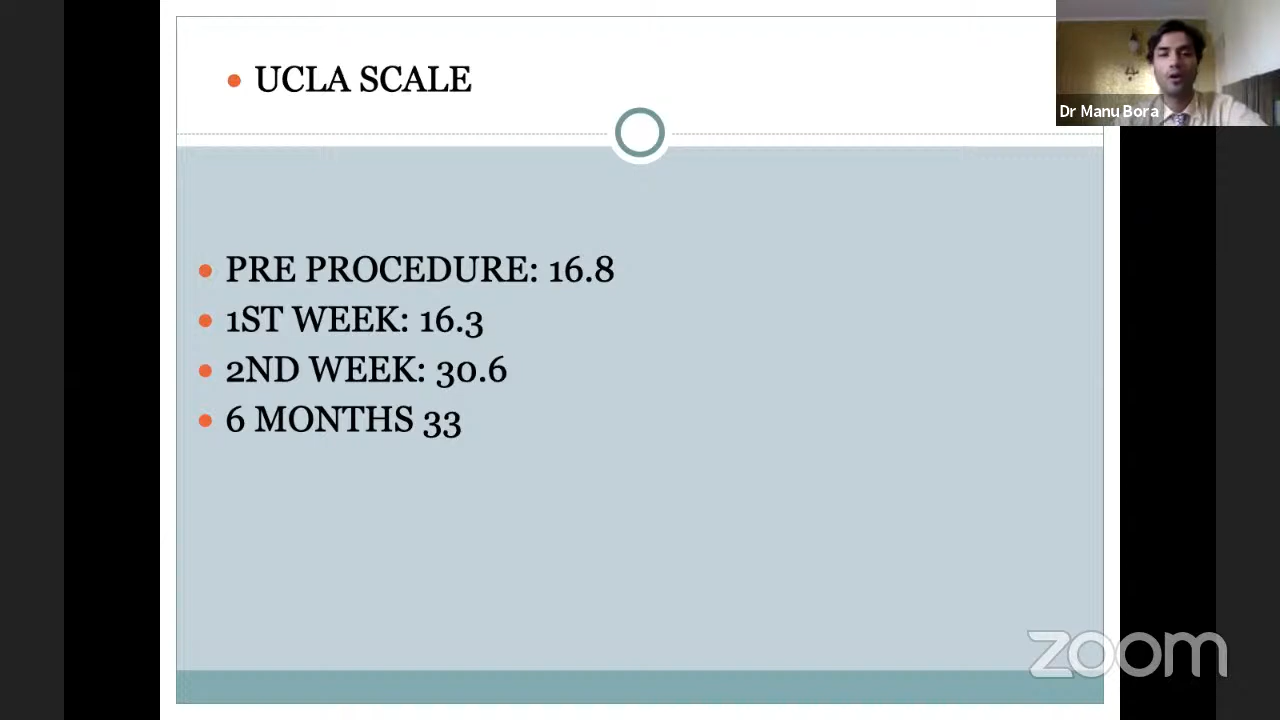 UCLA SCALE
Dr Manu Bora
PRE PROCEDURE: 16.8
1ST WEEK: 16.3
2ND WEEK: 30.6
6 MONTHS 33
zoom